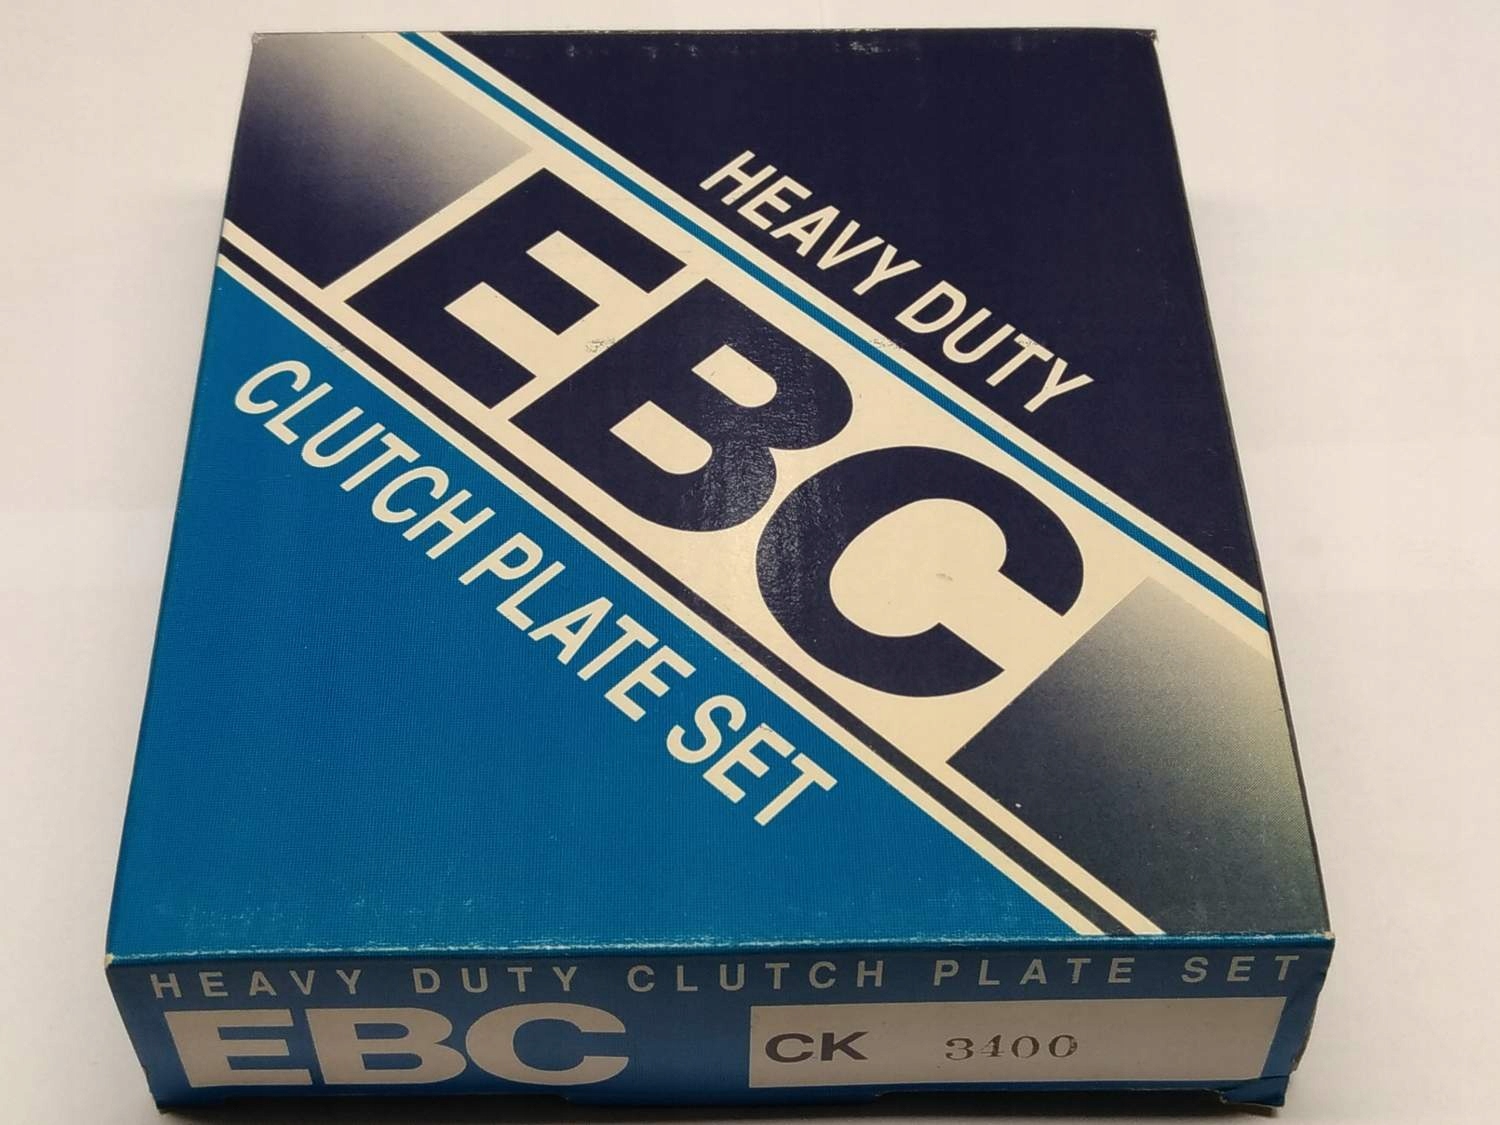 HEAVY DUTY
EBC
CLUTCH PLATE SET
HEAVY DUTY CLUTCH PLATE SET
EBC
CK 3400